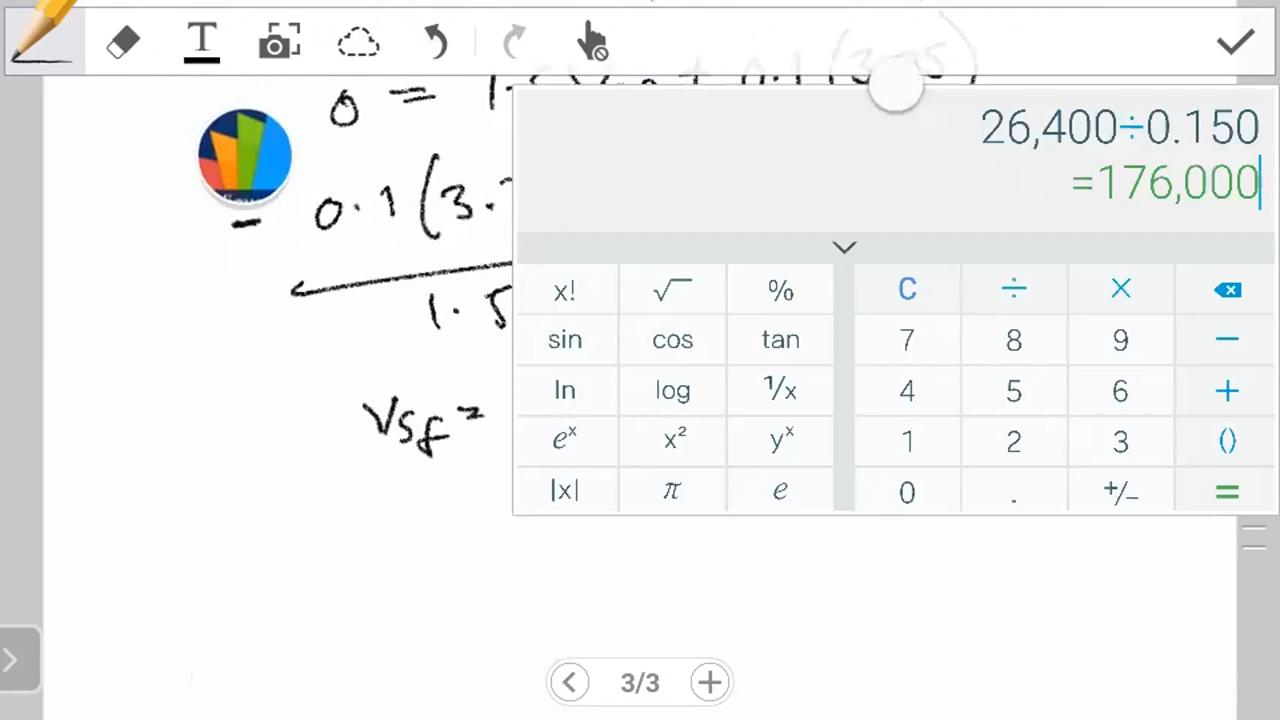 T
0 =
26,400÷0.150
=176,000
- 0.1(3.
1.5
Vsf =
x! √ % C ÷ X
sin cos tan 7 8 9 −
ln log 1/x 4 5 6 +
eˣ x² yˣ 1 2 3 ()
|x| π e 0 . +/− =
3/3